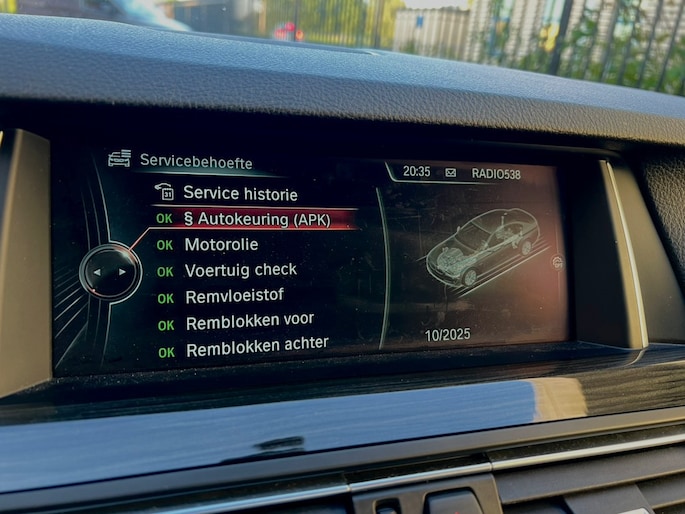 Servicebehoefte
20:35 RADIO538
31 Service historie
OK § Autokeuring (APK)
OK Motorolie
OK Voertuig check
OK Remvloeistof
OK Remblokken voor
OK Remblokken achter
10/2025